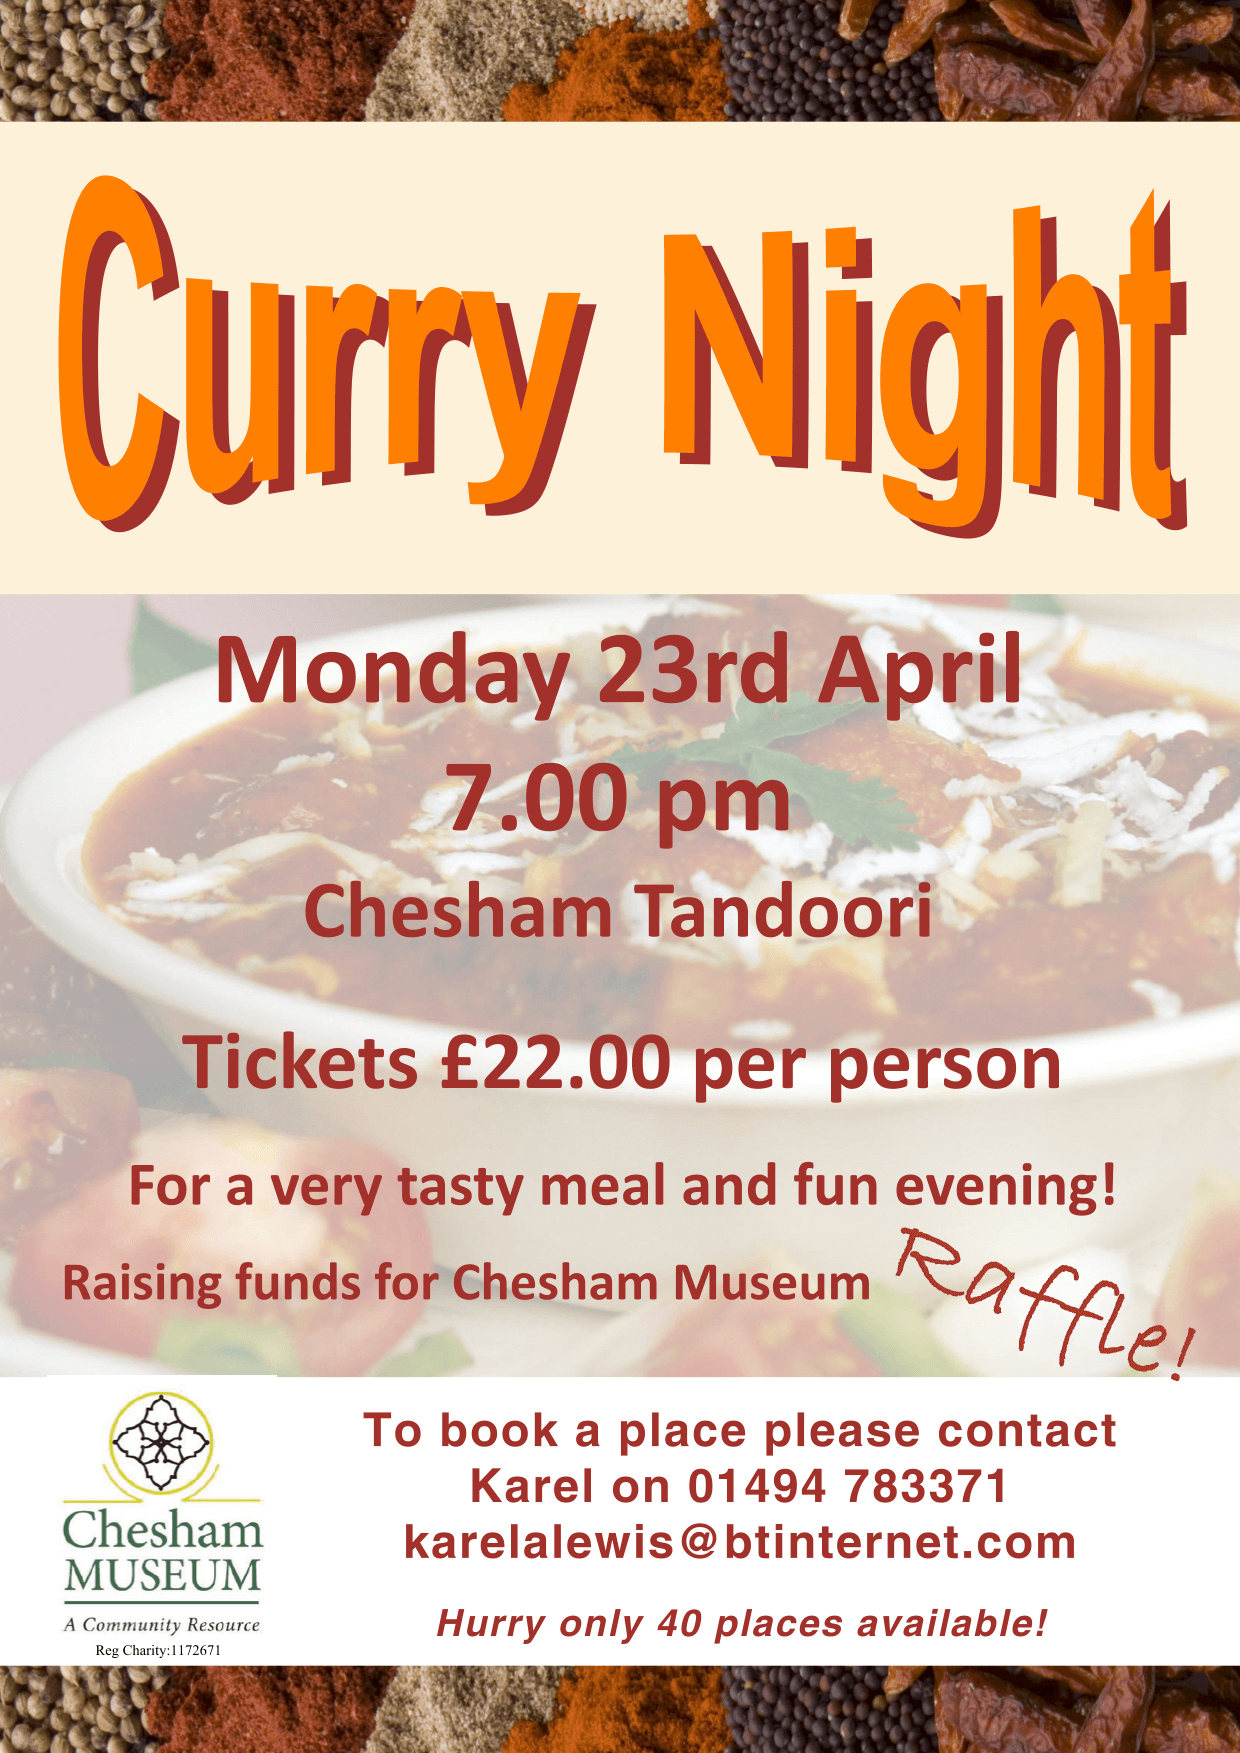 Curry Night
Monday 23rd April
7.00 pm
Chesham Tandoori
Tickets £22.00 per person
For a very tasty meal and fun evening!
Raising funds for Chesham Museum
Raffle!
Chesham
MUSEUM
A Community Resource
Reg Charity:1172671
To book a place please contact
Karel on 01494 783371
karelalewis@btinternet.com
Hurry only 40 places available!